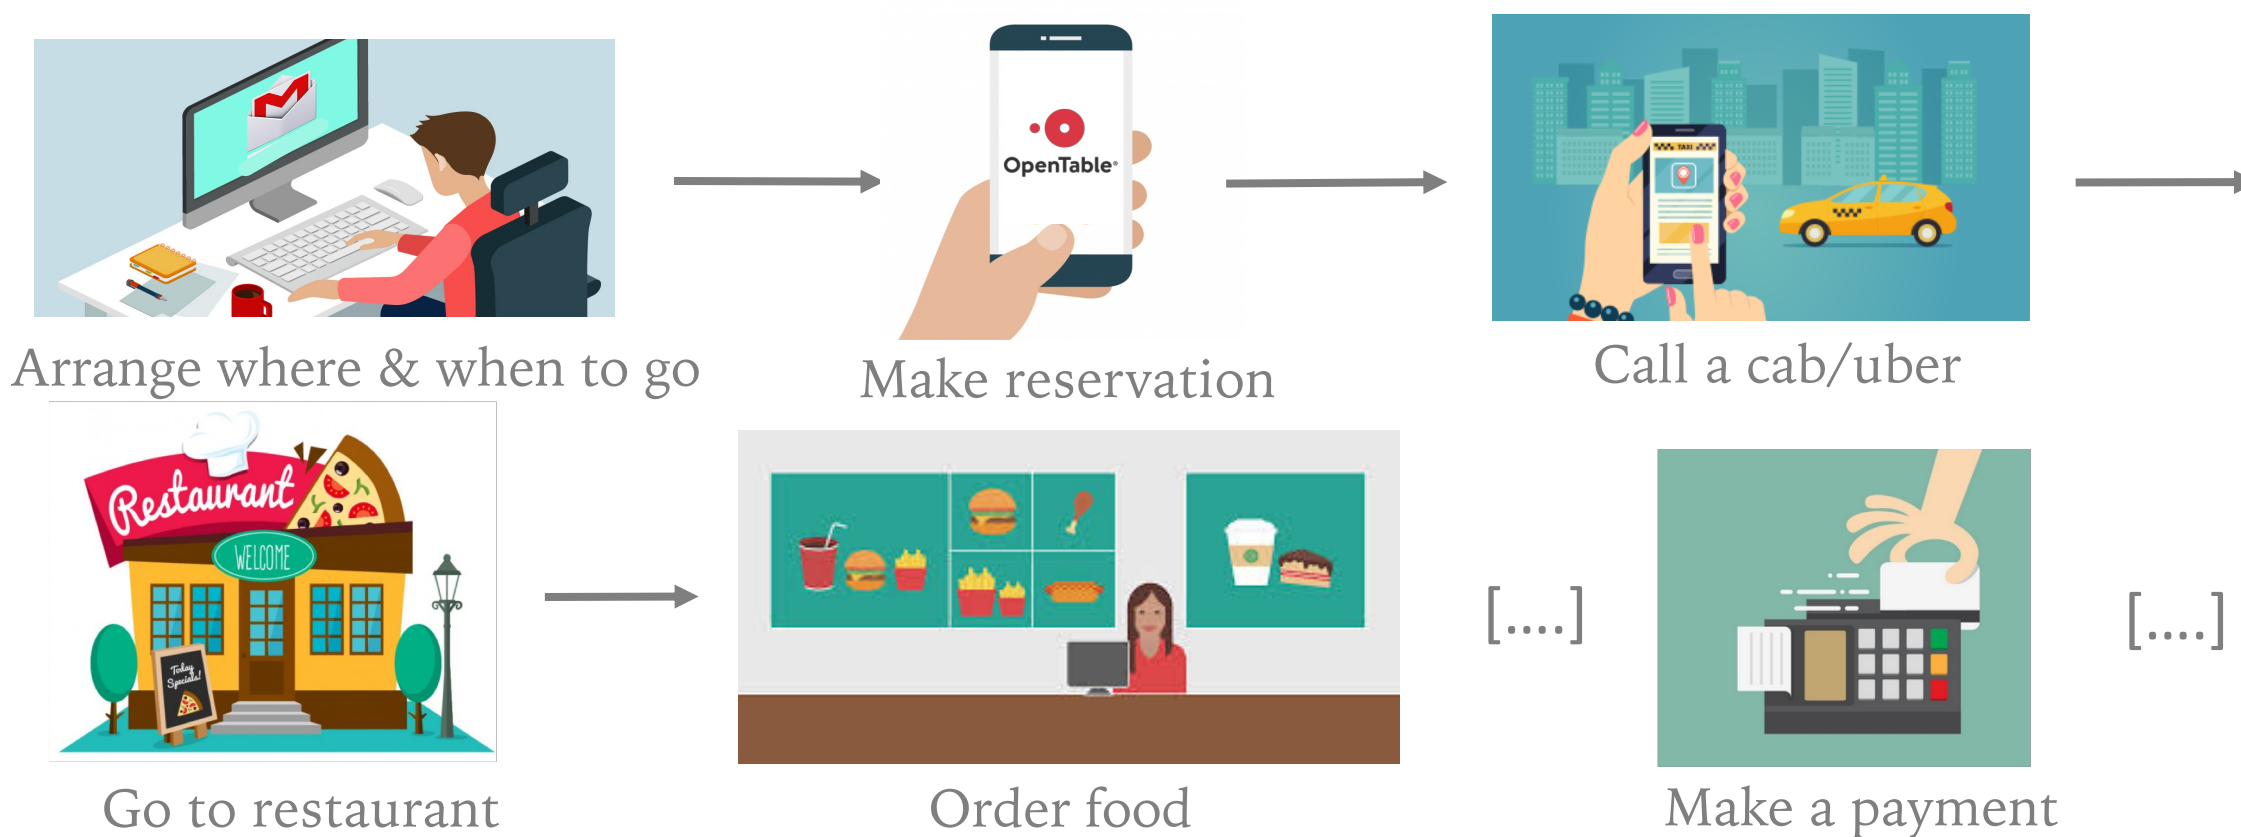 OpenTable®
TAXI
Arrange where & when to go
Make reservation
Call a cab/uber
Restaurant
WELCOME
Today
Specials!
[....]
[....]
Go to restaurant
Order food
Make a payment